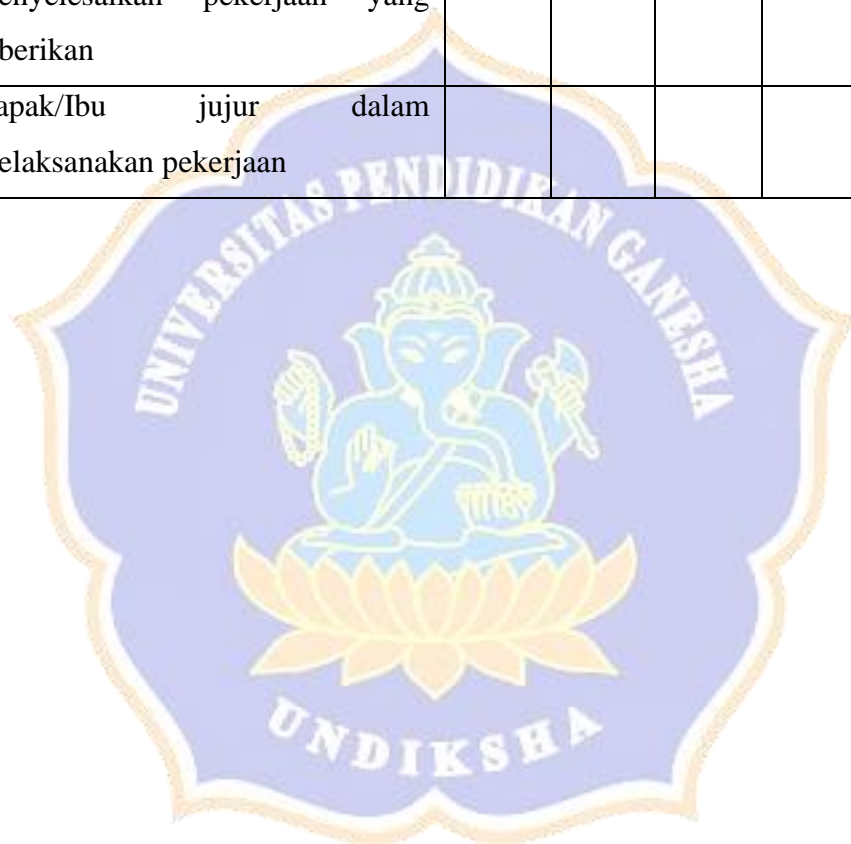 enyelesaikan pekerjaan yang
berikan
apak/Ibu jujur dalam
elaksanakan pekerjaan
UNIVERSITAS PENDIDIKAN GANESHA
UNDIKSHA